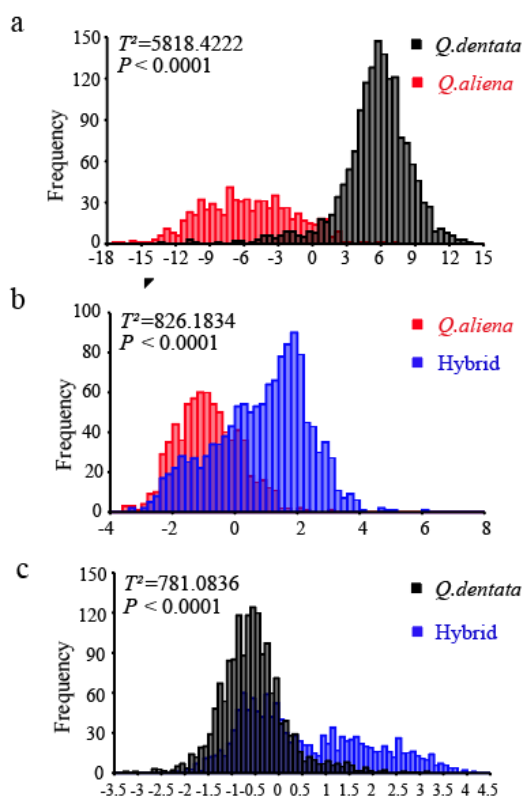 a
T²=5818.4222
P < 0.0001
Q.dentata
Q.aliena
Frequency
150
120
90
60
30
0
-18 -15 -12 -9 -6 -3 0 3 6 9 12 15
b
T²=826.1834
P < 0.0001
Q.aliena
Hybrid
Frequency
100
80
60
40
20
0
-4 -2 0 2 4 6 8
c
T²=781.0836
P < 0.0001
Q.dentata
Hybrid
Frequency
150
120
90
60
30
0
-3.5 -3 -2.5 -2 -1.5 -1 -0.5 0 0.5 1 1.5 2 2.5 3 3.5 4 4.5